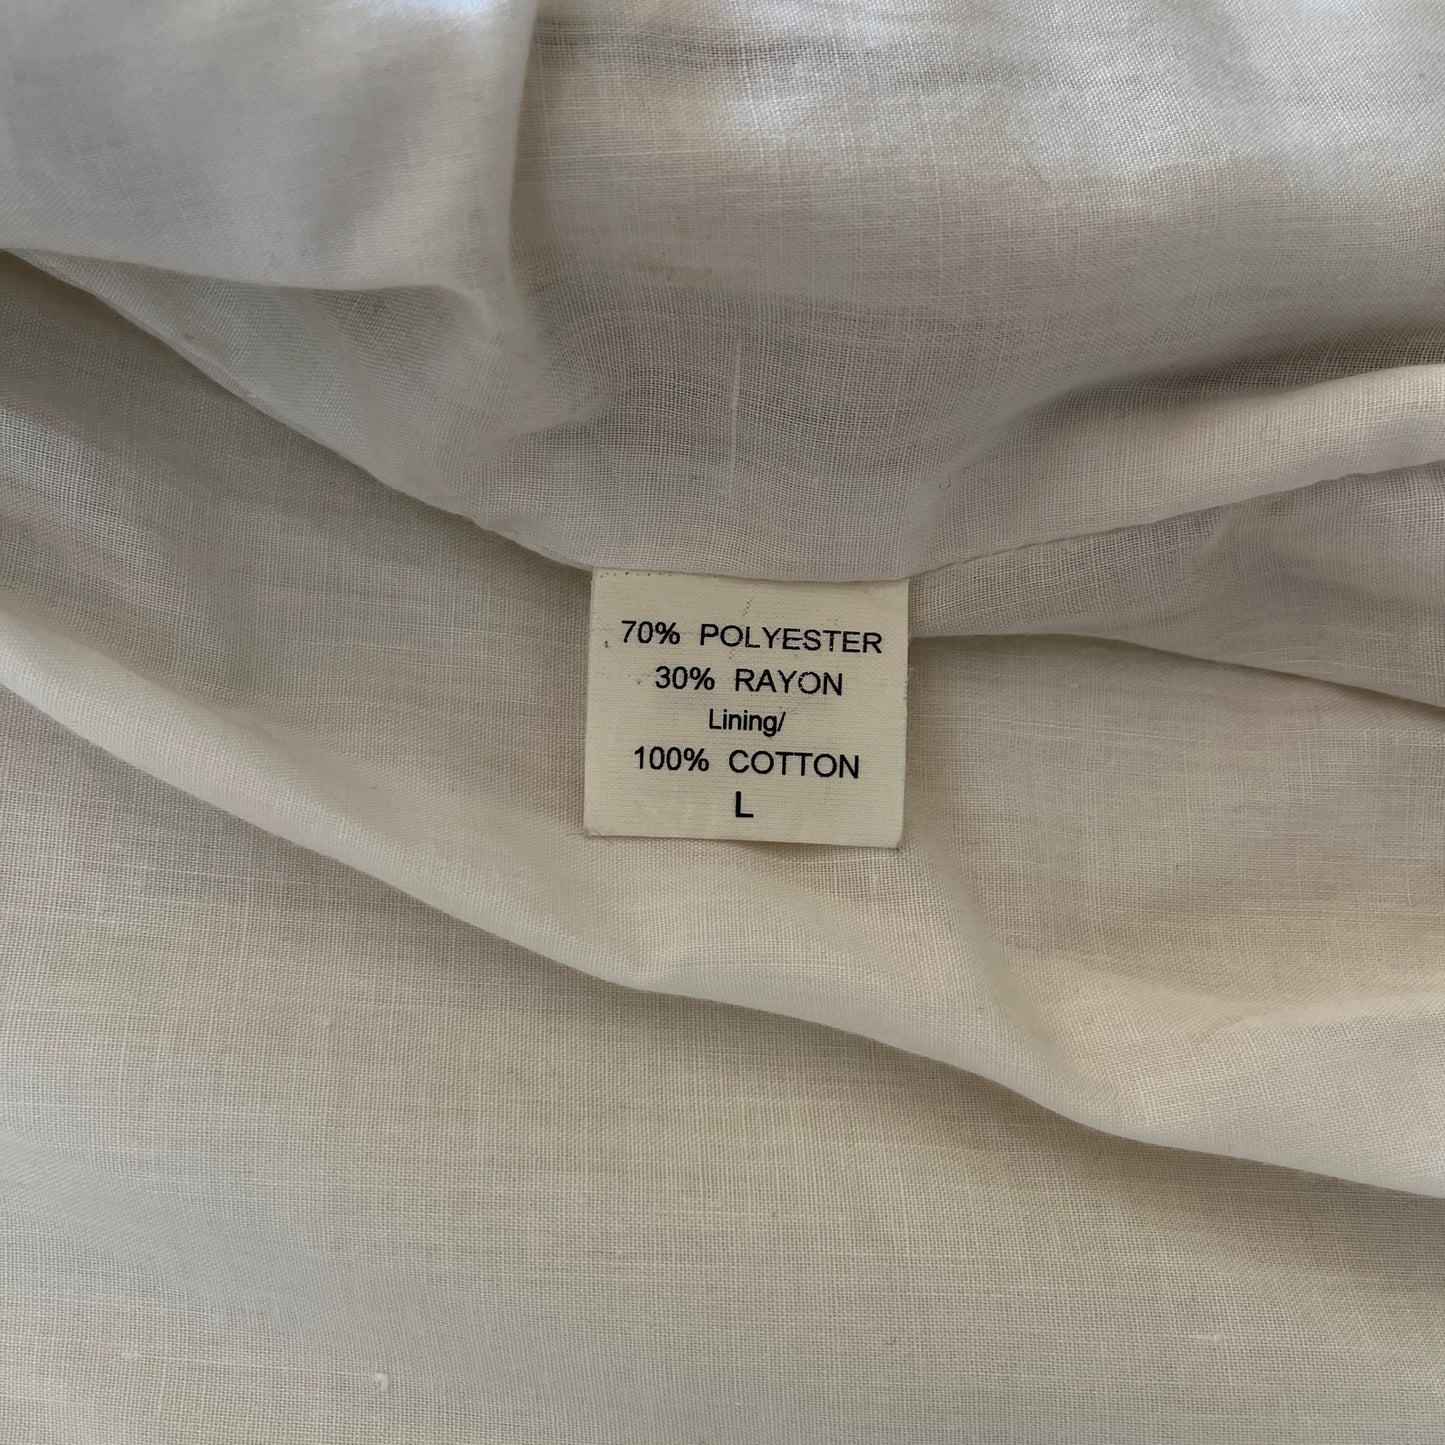 70% POLYESTER
30% RAYON
Lining/
100% COTTON
L